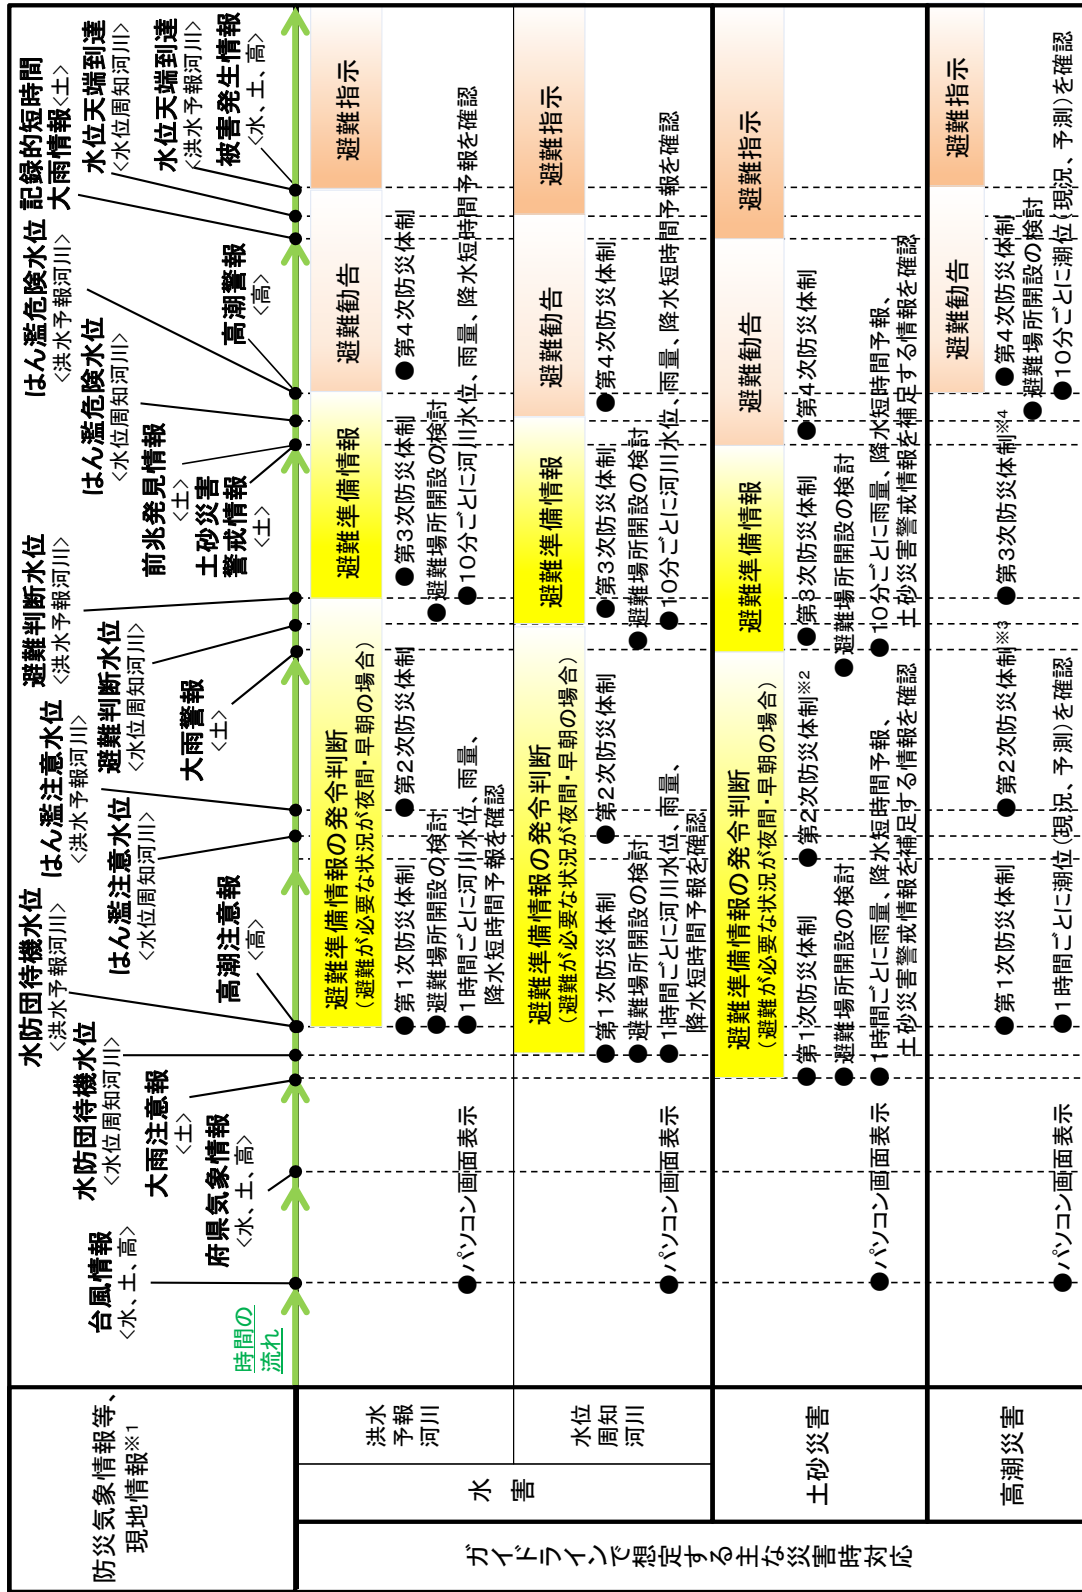 防災気象情報等、
現地情報※1
時間の
流れ
台風情報
<水、土、高>
府県気象情報
<水、土、高>
大雨注意報
<土>
水防団待機水位
<水位周知河川>
水防団待機水位
<洪水予報河川>
高潮注意報
<高>
はん濫注意水位
<水位周知河川>
はん濫注意水位
<洪水予報河川>
大雨警報
<土>
避難判断水位
<水位周知河川>
避難判断水位
<洪水予報河川>
前兆発見情報
<土>
土砂災害
警戒情報
<土>
はん濫危険水位
<水位周知河川>
はん濫危険水位
<洪水予報河川>
高潮警報
<高>
記録的短時間
大雨情報<土>
水位天端到達
<水位周知河川>
水位天端到達
<洪水予報河川>
被害発生情報
<水、土、高>
ガイドラインで想定する主な災害時対応
水害
洪水
予報
河川
避難準備情報の発令判断
(避難が必要な状況が夜間・早朝の場合)
避難準備情報
避難勧告
避難指示
●第1次防災体制
●第2次防災体制
●第3次防災体制
●第4次防災体制
●避難場所開設の検討
●避難場所開設の検討
●パソコン画面表示
●1時間ごとに河川水位、雨量、
降水短時間予報を確認
●10分ごとに河川水位、雨量、降水短時間予報を確認
水位
周知
河川
避難準備情報の発令判断
(避難が必要な状況が夜間・早朝の場合)
避難準備情報
避難勧告
避難指示
●第1次防災体制
●第2次防災体制
●第3次防災体制
●第4次防災体制
●避難場所開設の検討
●避難場所開設の検討
●パソコン画面表示
●1時間ごとに河川水位、雨量、
降水短時間予報を確認
●10分ごとに河川水位、雨量、降水短時間予報を確認
土砂災害
避難準備情報の発令判断
(避難が必要な状況が夜間・早朝の場合)
避難準備情報
避難勧告
避難指示
●第1次防災体制
●第2次防災体制※2
●第3次防災体制
●第4次防災体制
●避難場所開設の検討
●避難場所開設の検討
●パソコン画面表示
●1時間ごとに雨量、降水短時間予報、
土砂災害警戒情報を補足する情報を確認
●10分ごとに雨量、降水短時間予報、
土砂災害警戒情報を補足する情報を確認
高潮災害
避難勧告
避難指示
●第1次防災体制
●第2次防災体制※3
●第3次防災体制※4
●第4次防災体制
●避難場所開設の検討
●パソコン画面表示
●1時間ごとに潮位(現況、予測)を確認
●10分ごとに潮位(現況、予測)を確認